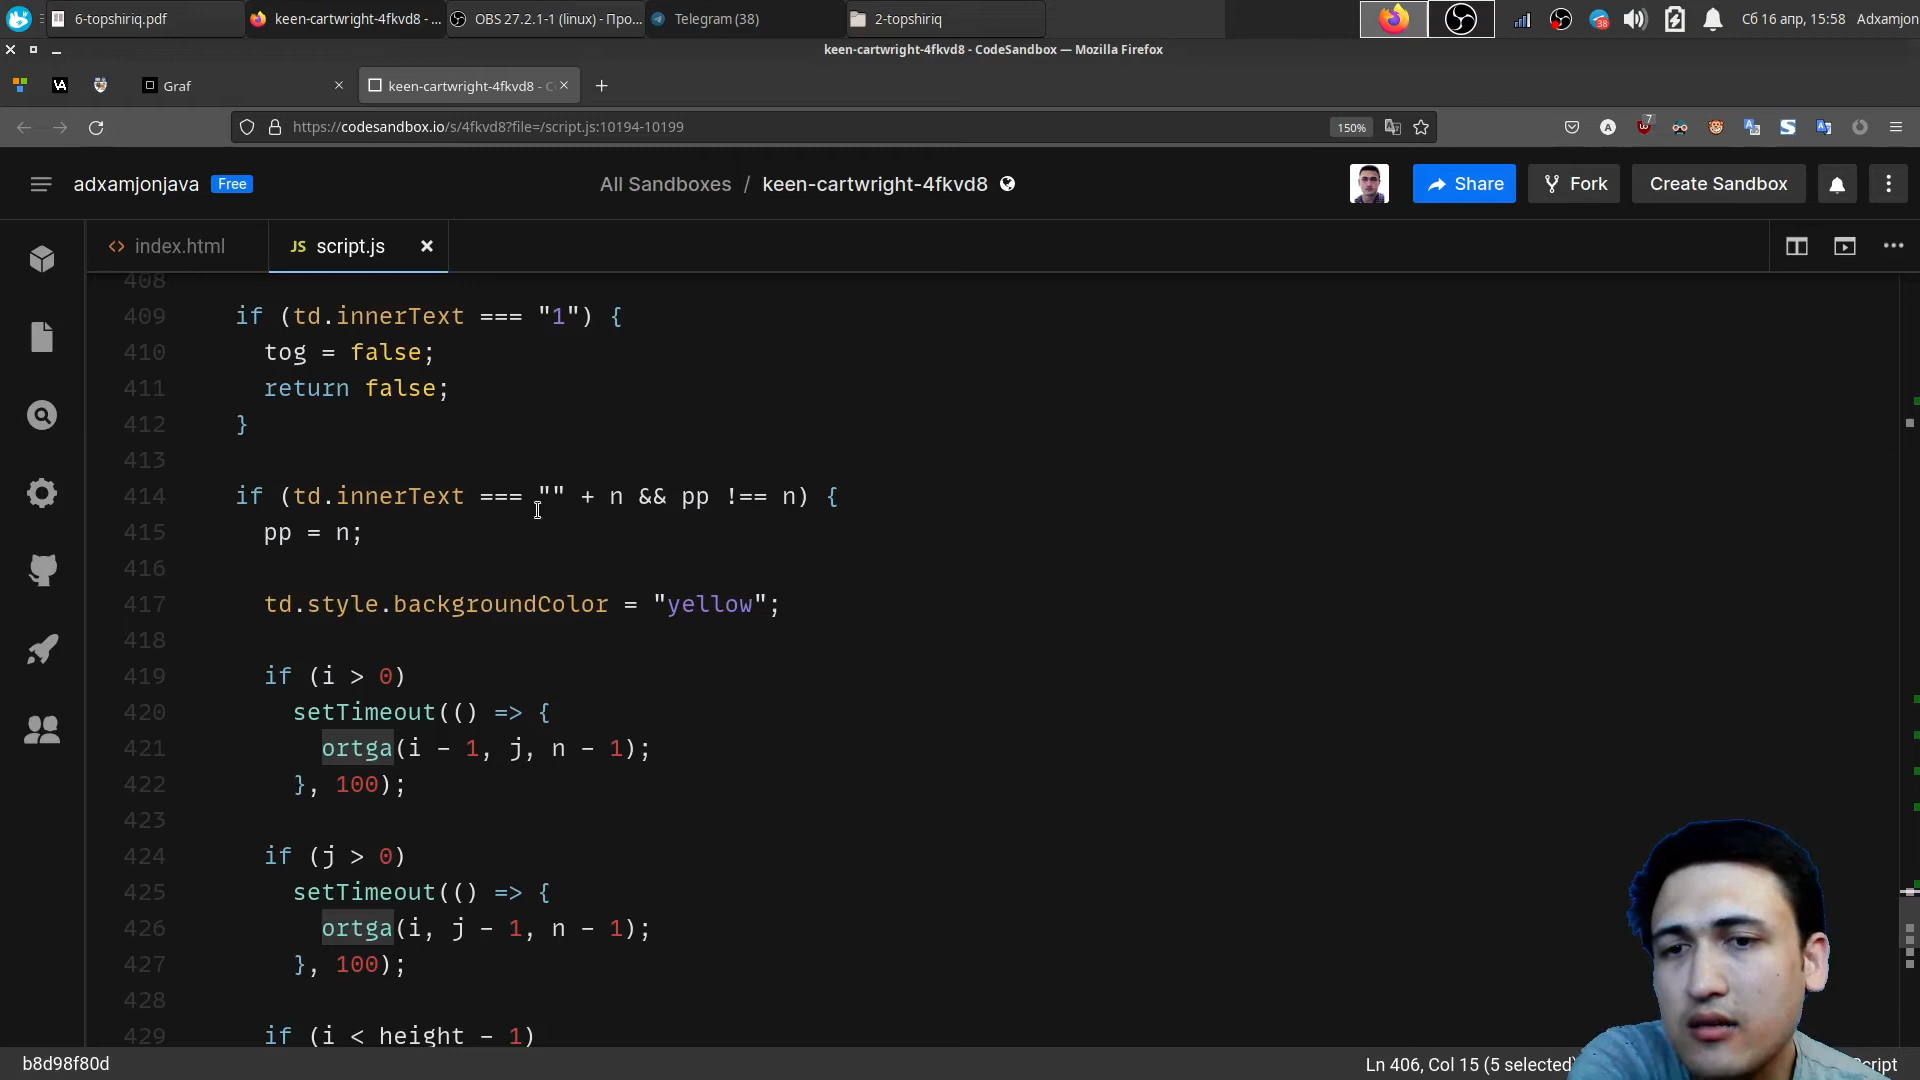 6-topshiriq.pdf
keen-cartwright-4fkvd8 - ...
OBS 27.2.1-1 (linux) - Про...
Telegram (38)
2-topshiriq
38
Сб 16 апр, 15:58
Adxamjon
keen-cartwright-4fkvd8 - CodeSandbox — Mozilla Firefox
VA
Graf
keen-cartwright-4fkvd8 - C
https://codesandbox.io/s/4fkvd8?file=/script.js:10194-10199
150%
7
adxamjonjava
Free
All Sandboxes / keen-cartwright-4fkvd8
Share
Fork
Create Sandbox
<> index.html
JS script.js
408
409 if (td.innerText === "1") {
410 tog = false;
411 return false;
412 }
413
414 if (td.innerText === "" + n && pp !== n) {
415 pp = n;
416
417 td.style.backgroundColor = "yellow";
418
419 if (i > 0)
420 setTimeout(() => {
421 ortga(i - 1, j, n - 1);
422 }, 100);
423
424 if (j > 0)
425 setTimeout(() => {
426 ortga(i, j - 1, n - 1);
427 }, 100);
428
429 if (i < height - 1)
b8d98f80d
Ln 406, Col 15 (5 selected)